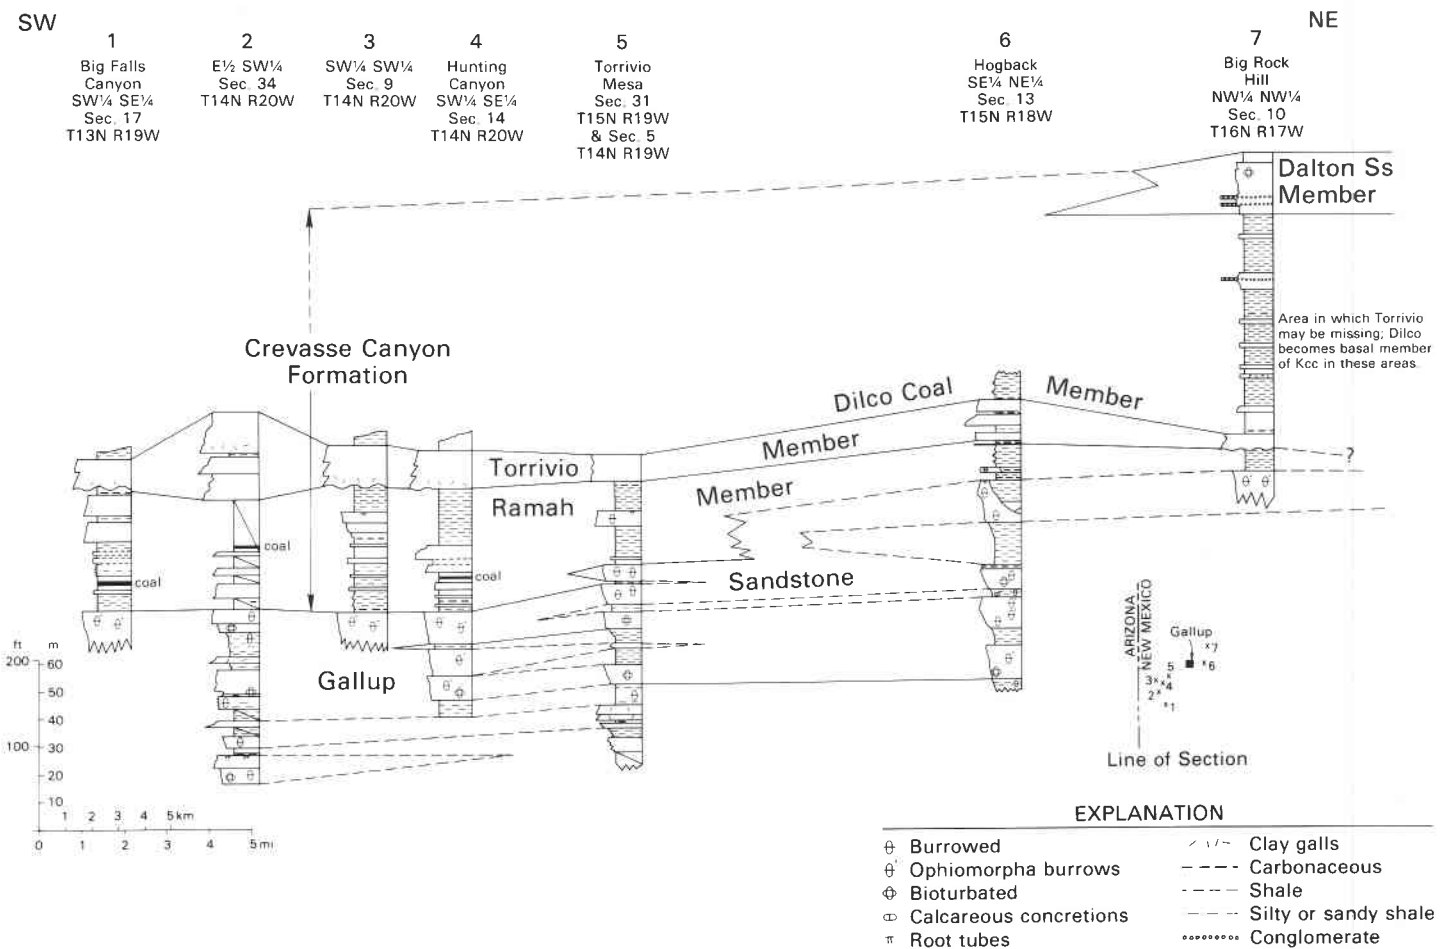 SW
NE
1
Big Falls
Canyon
SW¼ SE¼
Sec. 17
T13N R19W
2
E½ SW¼
Sec. 34
T14N R20W
3
SW¼ SW¼
Sec. 9
T14N R20W
4
Hunting
Canyon
SW¼ SE¼
Sec. 14
T14N R20W
5
Torrivio
Mesa
Sec. 31
T15N R19W
& Sec. 5
T14N R19W
6
Hogback
SE¼ NE¼
Sec. 13
T15N R18W
7
Big Rock
Hill
NW¼ NW¼
Sec. 10
T16N R17W
Dalton Ss
Member
Area in which Torrivio
may be missing; Dilco
becomes basal member
of Kcc in these areas.
Crevasse Canyon
Formation
Dilco Coal Member
Torrivio Member
Ramah Member
?
coal
coal
coal
Gallup Sandstone
ft m
200 60
50
40
100 30
20
10
1 2 3 4 5 km
0 1 2 3 4 5 mi
ARIZONA
NEW MEXICO
Gallup
x7
x6
5
3x x x
4
2x
x1
Line of Section
EXPLANATION
Burrowed
Ophiomorpha burrows
Bioturbated
Calcareous concretions
Root tubes
Clay galls
Carbonaceous
Shale
Silty or sandy shale
Conglomerate